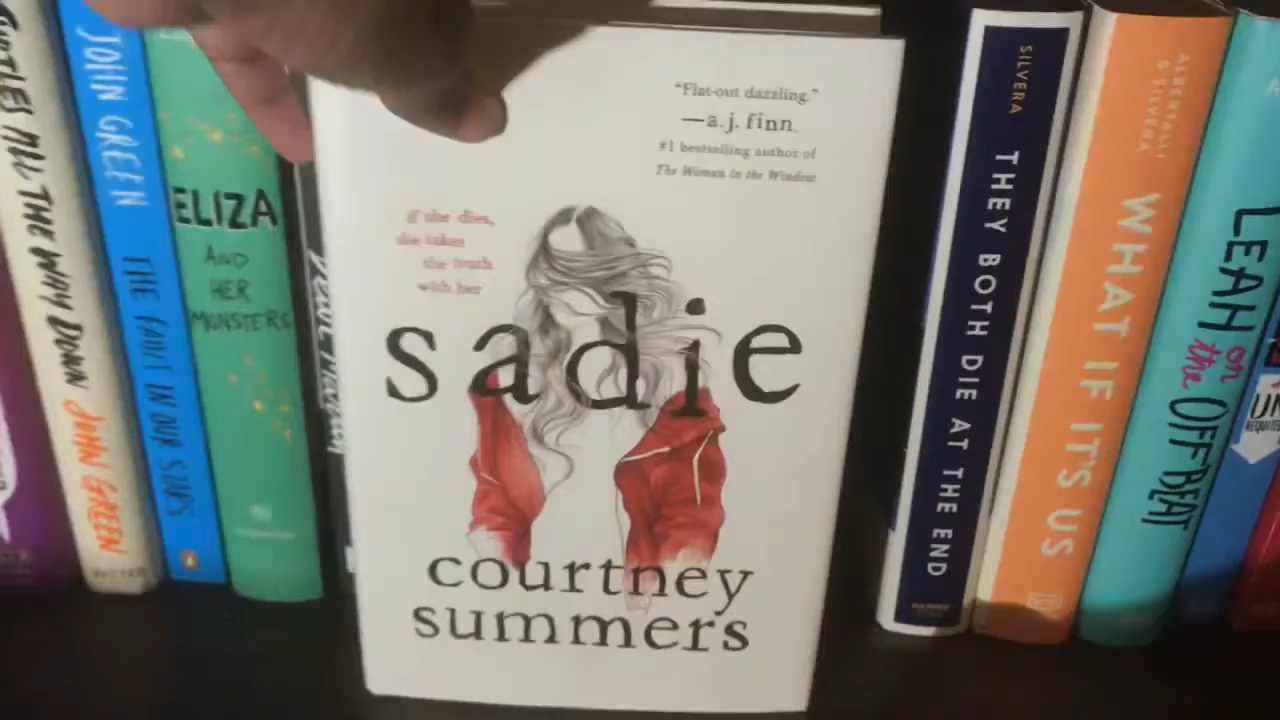 TURTLES ALL THE WAY DOWN JOHN GREEN
JOHN GREEN THE FAULT IN OUR STARS
ELIZA
AND
HER
MONSTERS
"Flat-out dazzling."
—a.j. finn,
#1 bestselling author of
The Woman in the Window
if she dies,
she takes
the truth
with her
sadie
courtney
summers
SILVERA THEY BOTH DIE AT THE END
ALBERTALLI
& SILVERA
WHAT IF IT'S US
LEAH on the OFFBEAT